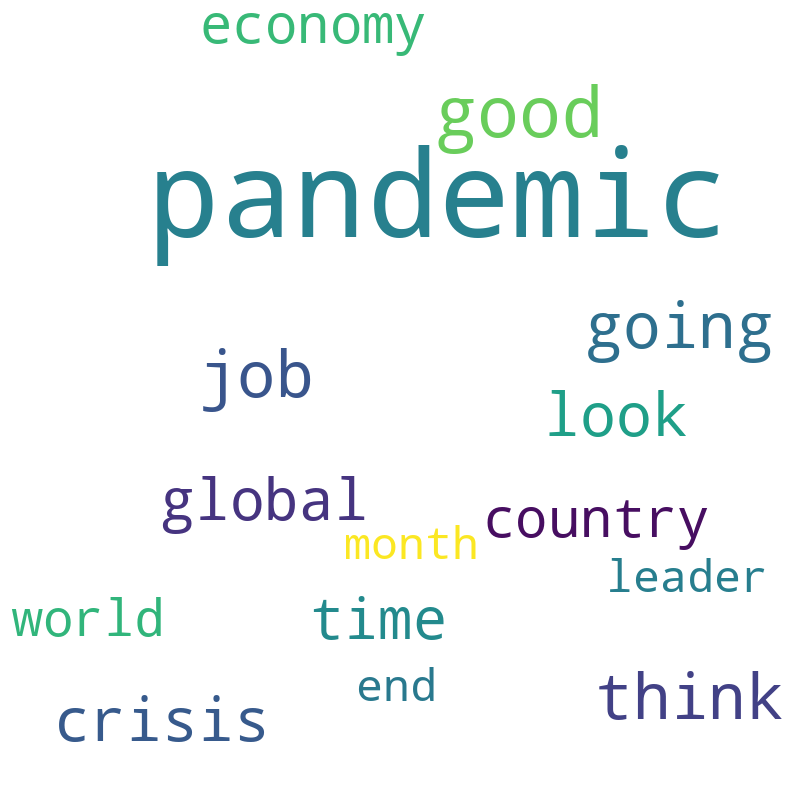 economy
good
pandemic
going
job
look
global
country
month
leader
world
time
end
think
crisis